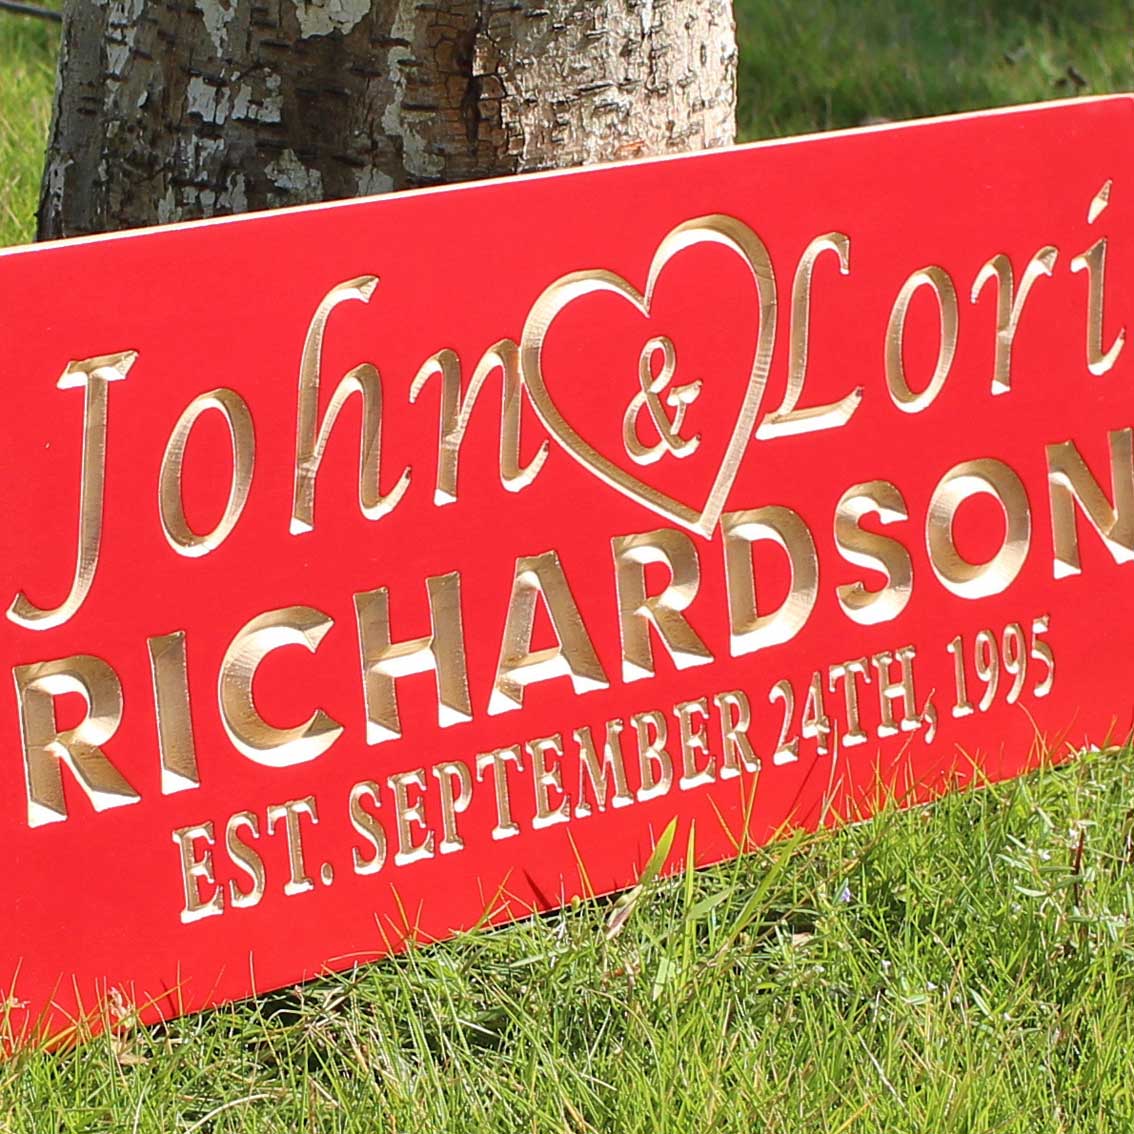 John & Lori
RICHARDSON
EST. SEPTEMBER 24TH, 1995